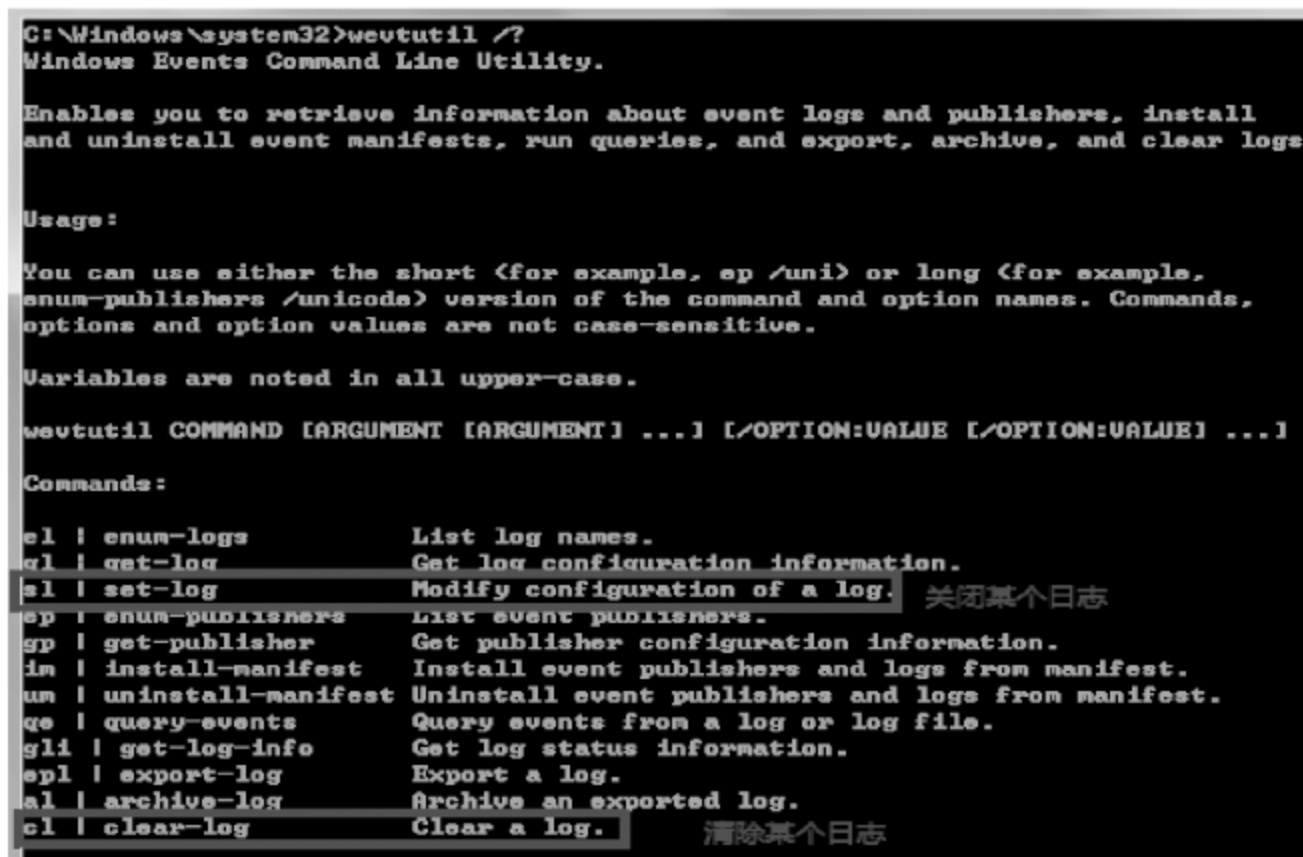 C:\Windows\system32>wevtutil /?
Windows Events Command Line Utility.
Enables you to retrieve information about event logs and publishers, install
and uninstall event manifests, run queries, and export, archive, and clear logs
Usage:
You can use either the short (for example, ep /uni) or long (for example,
enum-publishers /unicode) version of the command and option names. Commands,
options and option values are not case-sensitive.
Variables are noted in all upper-case.
wevtutil COMMAND [ARGUMENT [ARGUMENT] ...] [/OPTION:VALUE [/OPTION:VALUE] ...]
Commands:
el | enum-logs List log names.
gl | get-log Get log configuration information.
sl | set-log Modify configuration of a log. 关闭某个日志
ep | enum-publishers List event publishers.
gp | get-publisher Get publisher configuration information.
im | install-manifest Install event publishers and logs from manifest.
um | uninstall-manifest Uninstall event publishers and logs from manifest.
qe | query-events Query events from a log or log file.
gli | get-log-info Get log status information.
epl | export-log Export a log.
al | archive-log Archive an exported log.
cl | clear-log Clear a log. 清除某个日志